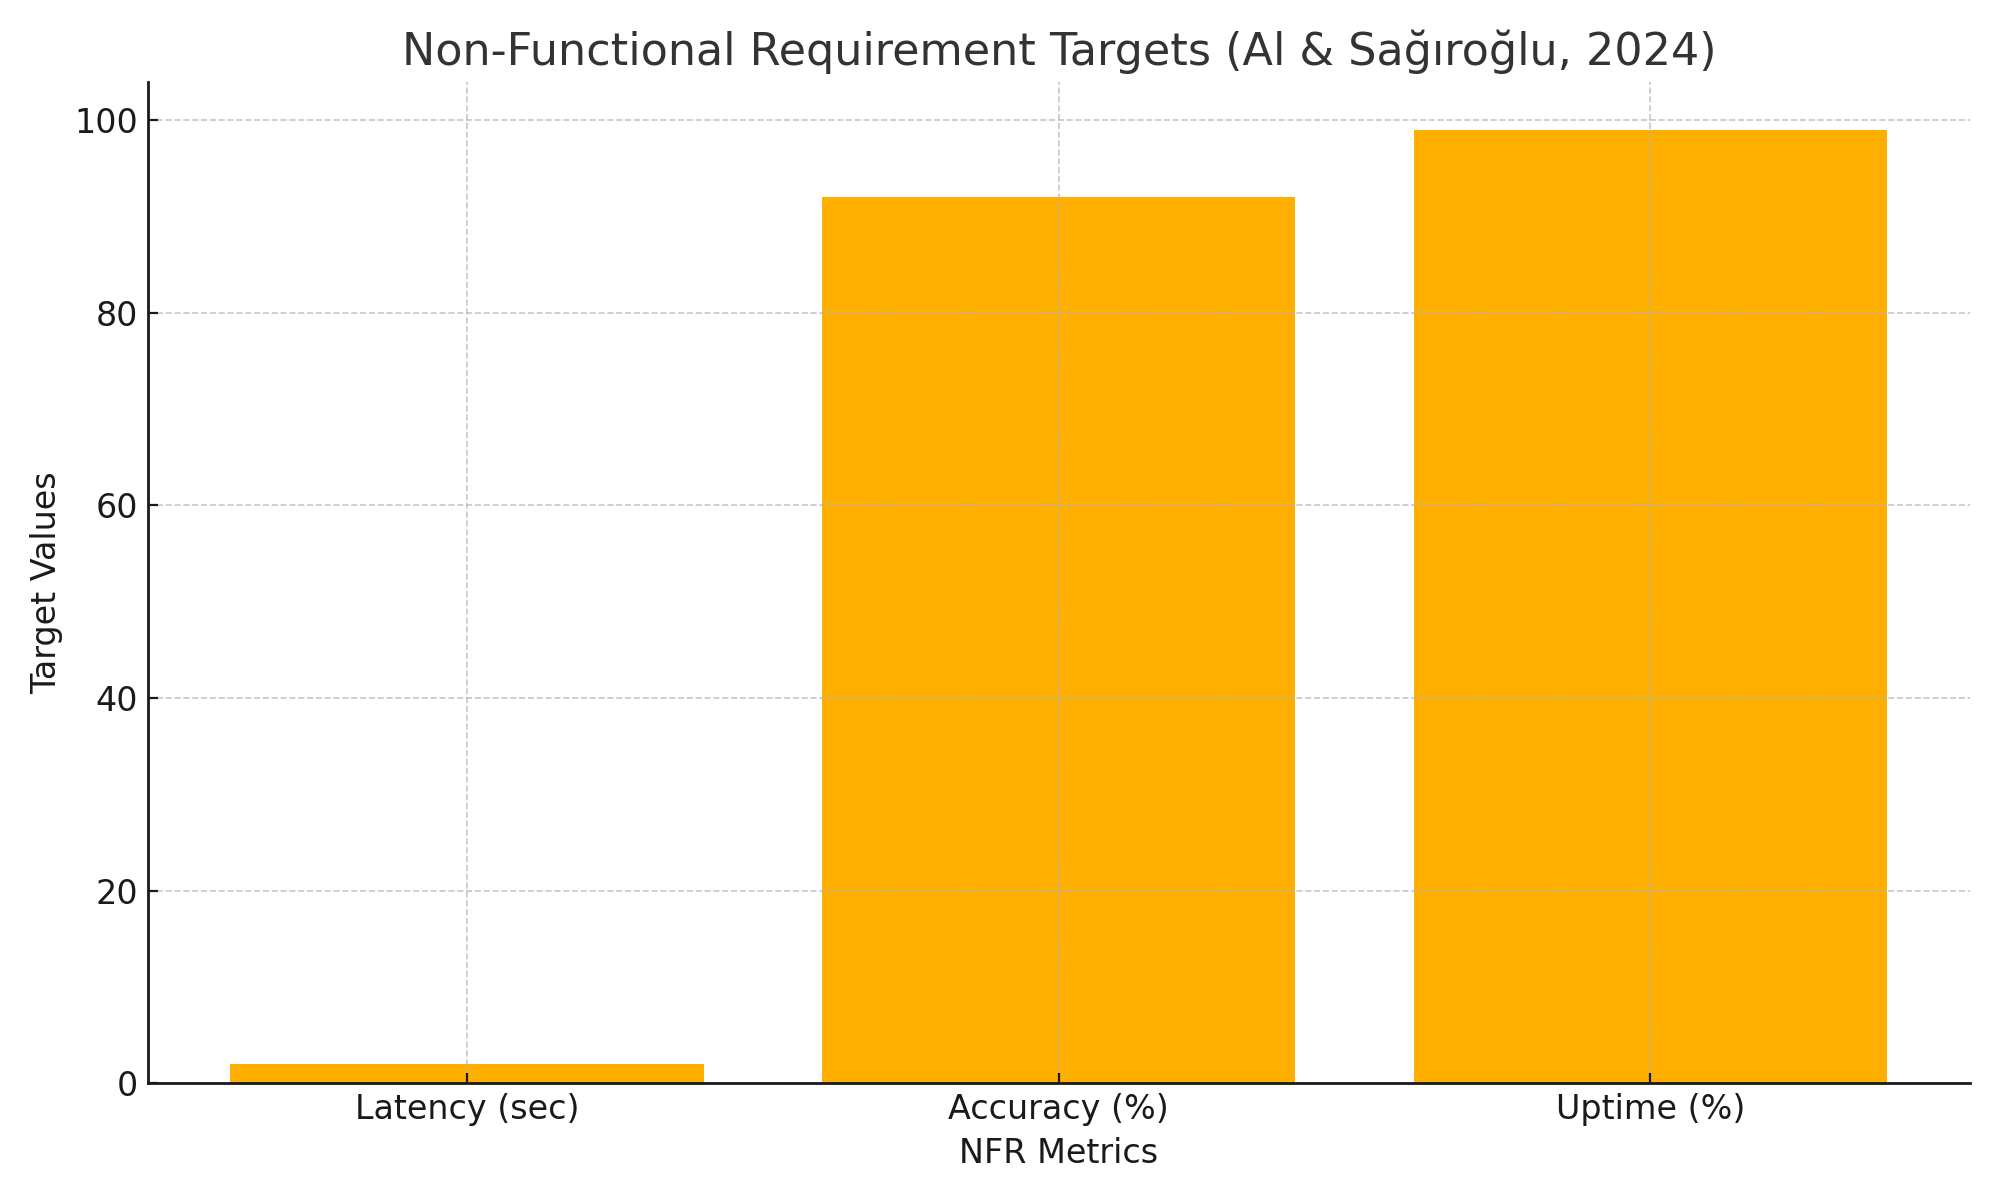 Non-Functional Requirement Targets (Al & Sağıroğlu, 2024)
100
80
60
40
20
0
Target Values
Latency (sec)
Accuracy (%)
Uptime (%)
NFR Metrics